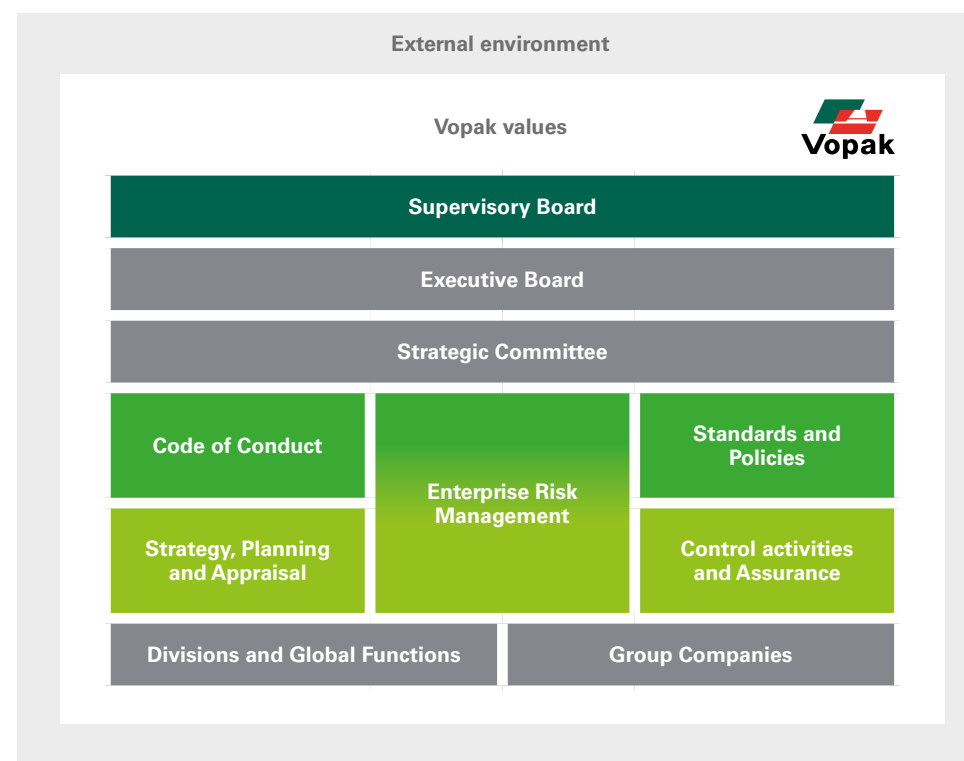 External environment
Vopak values
Vopak
Supervisory Board
Executive Board
Strategic Committee
Code of Conduct
Enterprise Risk
Management
Standards and
Policies
Strategy, Planning
and Appraisal
Control activities
and Assurance
Divisions and Global Functions
Group Companies